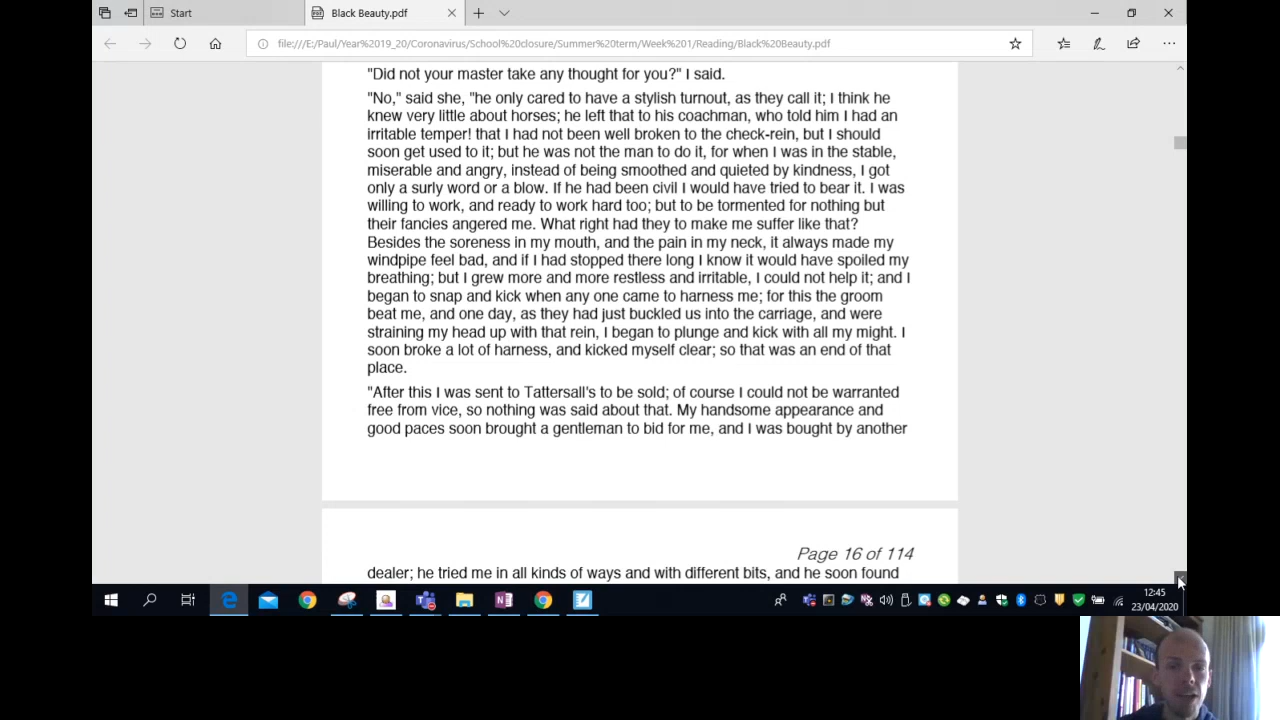 Start
Black Beauty.pdf
file:///E:/Paul/Year%2019_20/Coronavirus/School%20closure/Summer%20term/Week%201/Reading/Black%20Beauty.pdf
"Did not your master take any thought for you?" I said.
"No," said she, "he only cared to have a stylish turnout, as they call it; I think he
knew very little about horses; he left that to his coachman, who told him I had an
irritable temper! that I had not been well broken to the check-rein, but I should
soon get used to it; but he was not the man to do it, for when I was in the stable,
miserable and angry, instead of being smoothed and quieted by kindness, I got
only a surly word or a blow. If he had been civil I would have tried to bear it. I was
willing to work, and ready to work hard too; but to be tormented for nothing but
their fancies angered me. What right had they to make me suffer like that?
Besides the soreness in my mouth, and the pain in my neck, it always made my
windpipe feel bad, and if I had stopped there long I know it would have spoiled my
breathing; but I grew more and more restless and irritable, I could not help it; and I
began to snap and kick when any one came to harness me; for this the groom
beat me, and one day, as they had just buckled us into the carriage, and were
straining my head up with that rein, I began to plunge and kick with all my might. I
soon broke a lot of harness, and kicked myself clear; so that was an end of that
place.
"After this I was sent to Tattersall's to be sold; of course I could not be warranted
free from vice, so nothing was said about that. My handsome appearance and
good paces soon brought a gentleman to bid for me, and I was bought by another
Page 16 of 114
dealer; he tried me in all kinds of ways and with different bits, and he soon found
12:45
23/04/2020